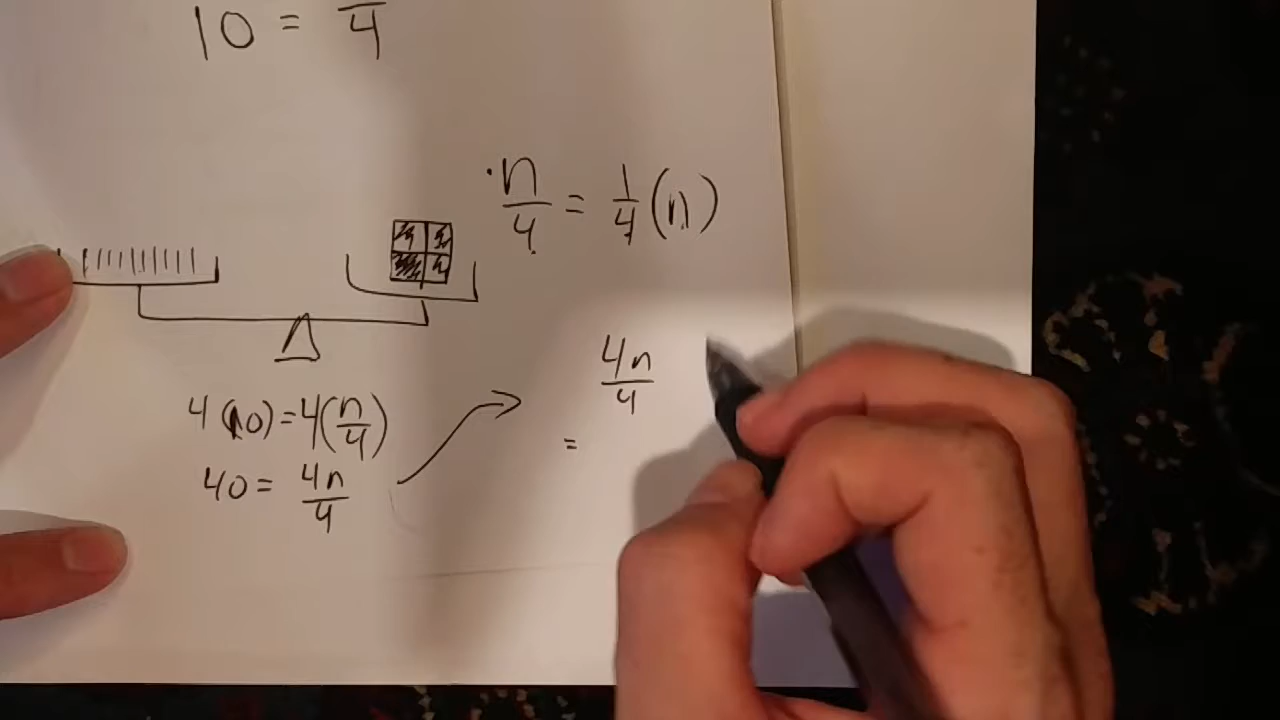 10 = /4
n/4 = 1/4 (n)
4n/4
=
4(10) = 4(n/4)
40 = 4n/4